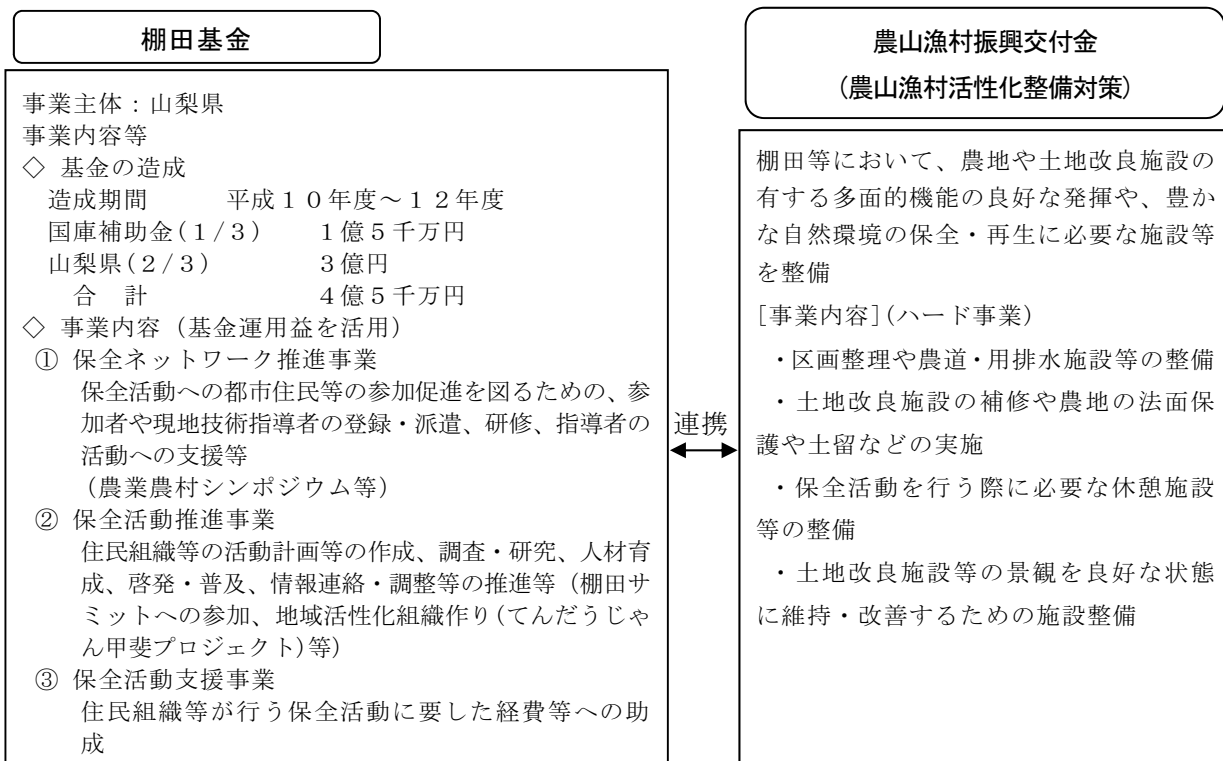 棚田基金
事業主体：山梨県
事業内容等
◇ 基金の造成
造成期間　　平成１０年度～１２年度
国庫補助金(１/３)　１億５千万円
山梨県(２/３)　　３億円
合　計　　　４億５千万円
◇ 事業内容（基金運用益を活用）
① 保全ネットワーク推進事業
保全活動への都市住民等の参加促進を図るための、参
加者や現地技術指導者の登録・派遣、研修、指導者の
活動への支援等
（農業農村シンポジウム等）
② 保全活動推進事業
住民組織等の活動計画等の作成、調査・研究、人材育
成、啓発・普及、情報連絡・調整等の推進等（棚田サ
ミットへの参加、地域活性化組織作り(てんだうじゃ
ん甲斐プロジェクト)等）
③ 保全活動支援事業
住民組織等が行う保全活動に要した経費等への助
成
連携
農山漁村振興交付金
（農山漁村活性化整備対策）
棚田等において、農地や土地改良施設の
有する多面的機能の良好な発揮や、豊か
な自然環境の保全・再生に必要な施設等
を整備
[事業内容](ハード事業)
・区画整理や農道・用排水施設等の整備
・土地改良施設の補修や農地の法面保
護や土留などの実施
・保全活動を行う際に必要な休憩施設
等の整備
・土地改良施設等の景観を良好な状態
に維持・改善するための施設整備